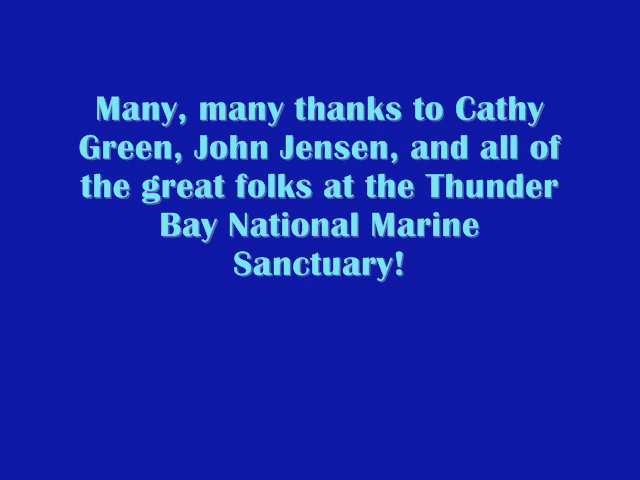 Many, many thanks to Cathy
Green, John Jensen, and all of
the great folks at the Thunder
Bay National Marine
Sanctuary!